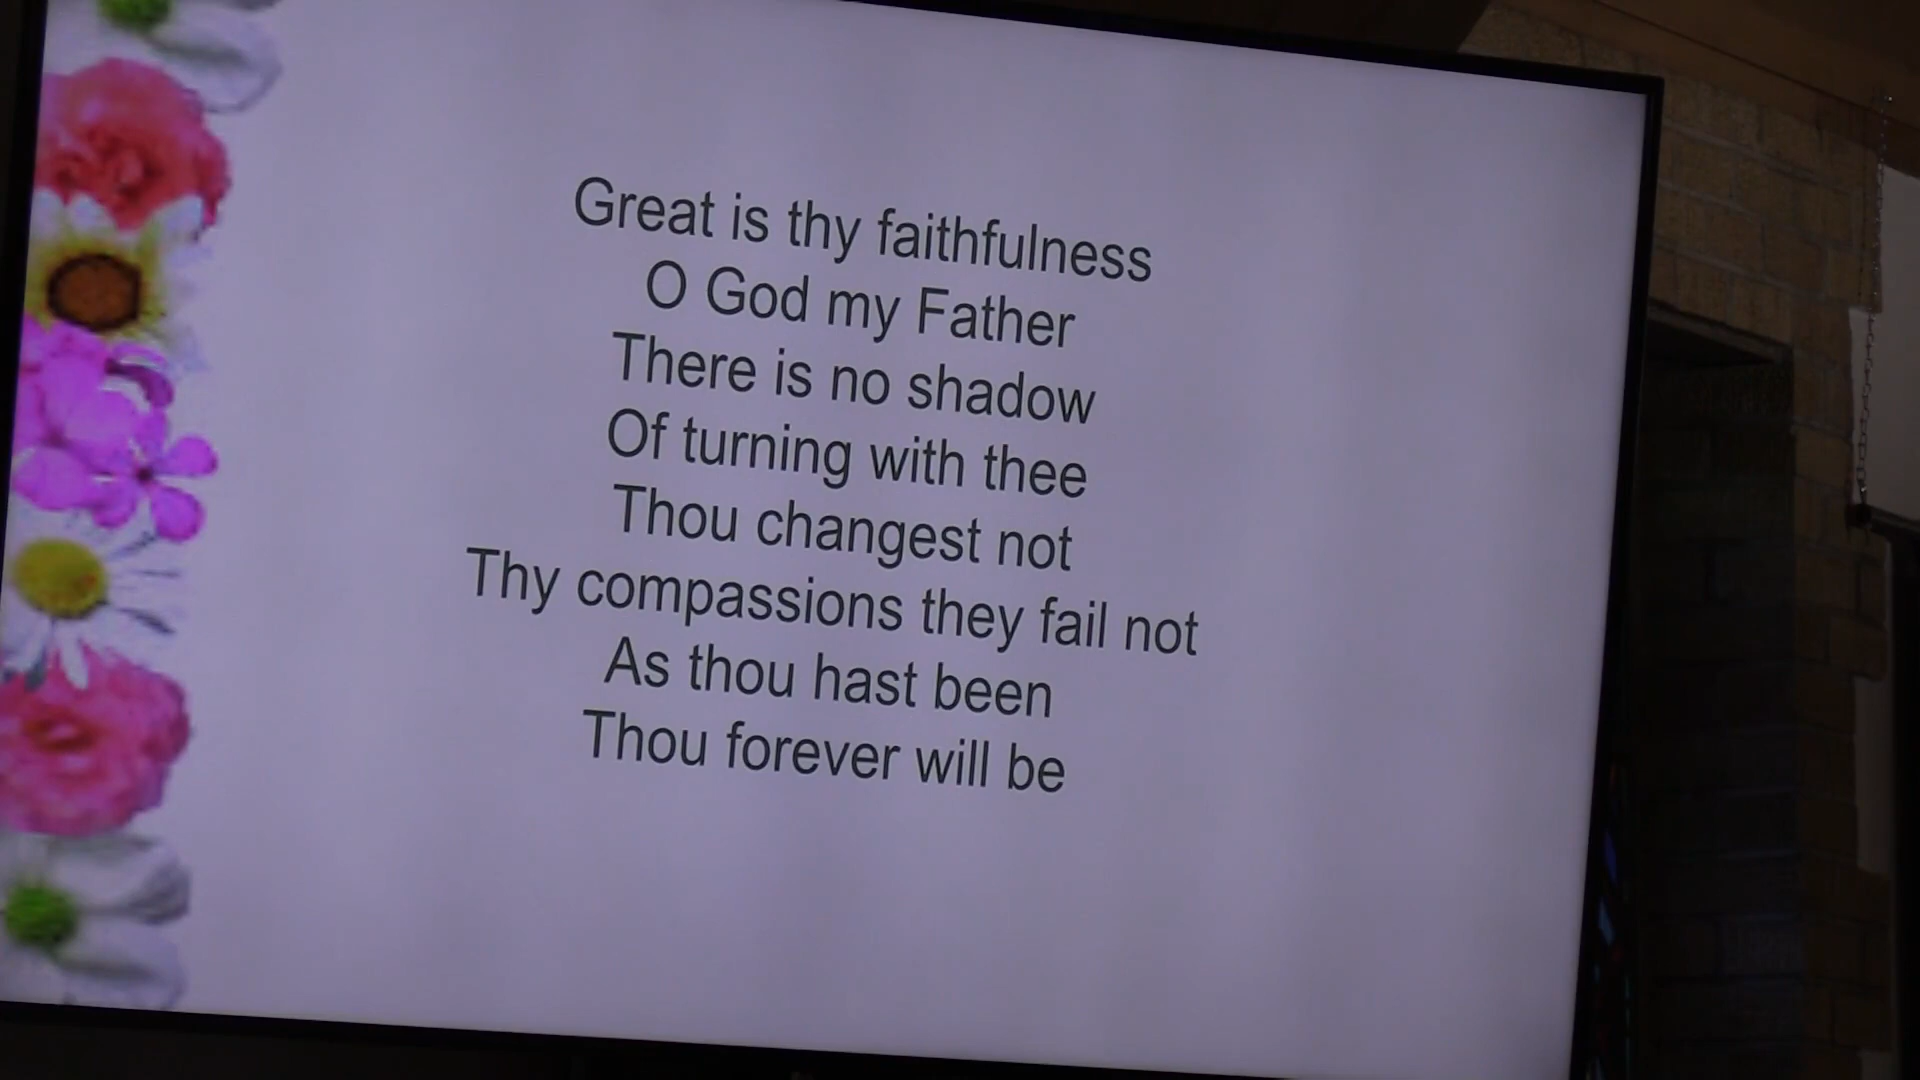 Great is thy faithfulness
O God my Father
There is no shadow
Of turning with thee
Thou changest not
Thy compassions they fail not
As thou hast been
Thou forever will be